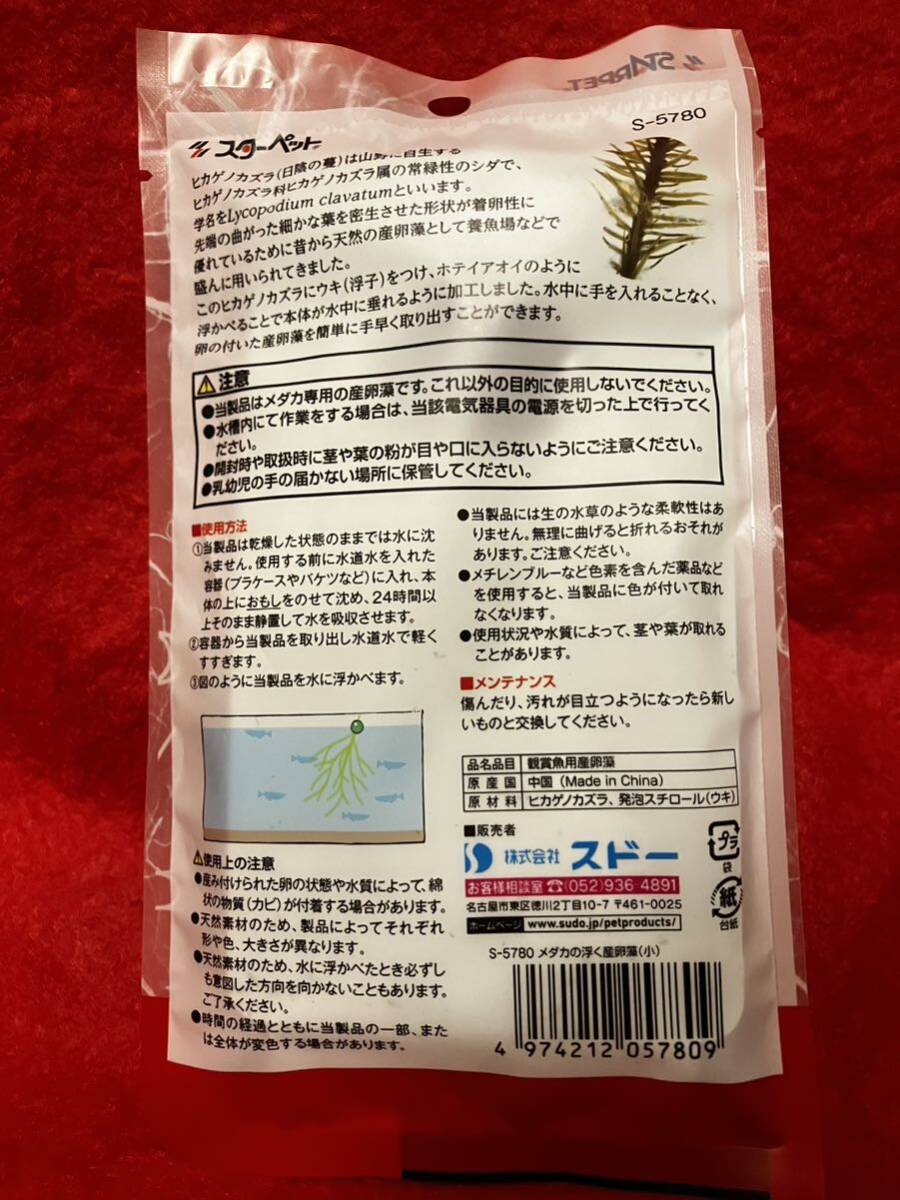 STARPET
スターペット
S-5780
ヒカゲノカズラ(日陰の蔓)は山野に自生する
ヒカゲノカズラ科ヒカゲノカズラ属の常緑性のシダで、
学名をLycopodium clavatumといいます。
先端の曲がった細かな葉を密生させた形状が着卵性に
優れているために昔から天然の産卵藻として養魚場などで
盛んに用いられてきました。
このヒカゲノカズラにウキ(浮子)をつけ、ホテイアオイのように
浮かべることで本体が水中に垂れるように加工しました。水中に手を入れることなく、
卵の付いた産卵藻を簡単に手早く取り出すことができます。
⚠注意
●当製品はメダカ専用の産卵藻です。これ以外の目的に使用しないでください。
●水槽内にて作業をする場合は、当該電気器具の電源を切った上で行ってく
ださい。
●開封時や取扱時に茎や葉の粉が目や口に入らないようにご注意ください。
●乳幼児の手の届かない場所に保管してください。
■使用方法
①当製品は乾燥した状態のままでは水に沈
みません。使用する前に水道水を入れた
容器(プラケースやバケツなど)に入れ、本
体の上におもしをのせて沈め、24時間以
上そのまま静置して水を吸収させます。
②容器から当製品を取り出し水道水で軽く
すすぎます。
③図のように当製品を水に浮かべます。
⚠使用上の注意
●産み付けられた卵の状態や水質によって、綿
状の物質(カビ)が付着する場合があります。
●天然素材のため、製品によってそれぞれ
形や色、大きさが異なります。
●天然素材のため、水に浮かべたとき必ずし
も意図した方向を向かないこともあります。
ご了承ください。
●時間の経過とともに当製品の一部、また
は全体が変色する場合があります。
●当製品には生の水草のような柔軟性はあ
りません。無理に曲げると折れるおそれが
あります。ご注意ください。
●メチレンブルーなど色素を含んだ薬品など
を使用すると、当製品に色が付いて取れ
なくなります。
●使用状況や水質によって、茎や葉が取れる
ことがあります。
■メンテナンス
傷んだり、汚れが目立つようになったら新し
いものと交換してください。
品名品目 観賞魚用産卵藻
原産国 中国(Made in China)
原材料 ヒカゲノカズラ、発泡スチロール(ウキ)
■販売者
株式会社 スドー
お客様相談室☎(052)936-4891
名古屋市東区徳川2丁目10-7 〒461-0025
ホームページ www.sudo.jp/petproducts/
プラ
袋
紙
台紙
S-5780 メダカの浮く産卵藻(小)
4 974212 057809